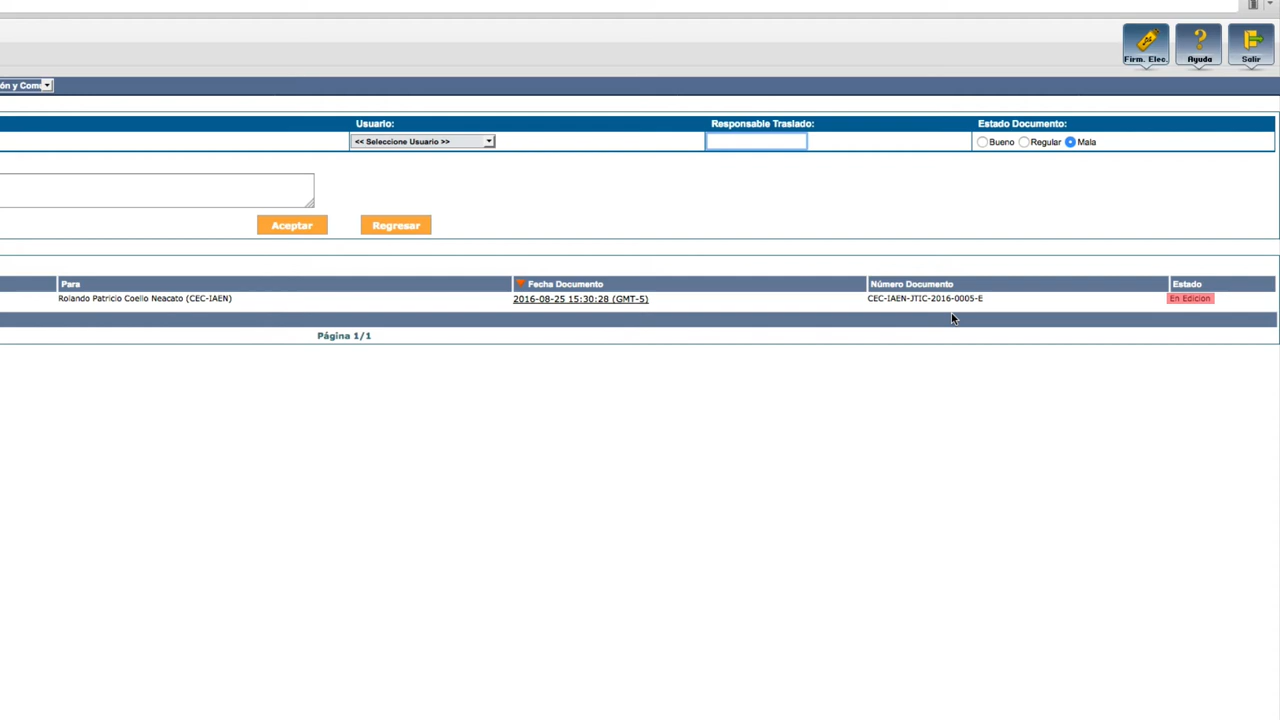 Firm. Elec. Ayuda Salir
ón y Comu
Usuario: Responsable Traslado: Estado Documento:
<< Seleccione Usuario >> Bueno Regular Mala
Aceptar Regresar
Para Fecha Documento Número Documento Estado
Rolando Patricio Coello Neacato (CEC-IAEN) 2016-08-25 15:30:28 (GMT-5) CEC-IAEN-JTIC-2016-0005-E En Edicion
Página 1/1